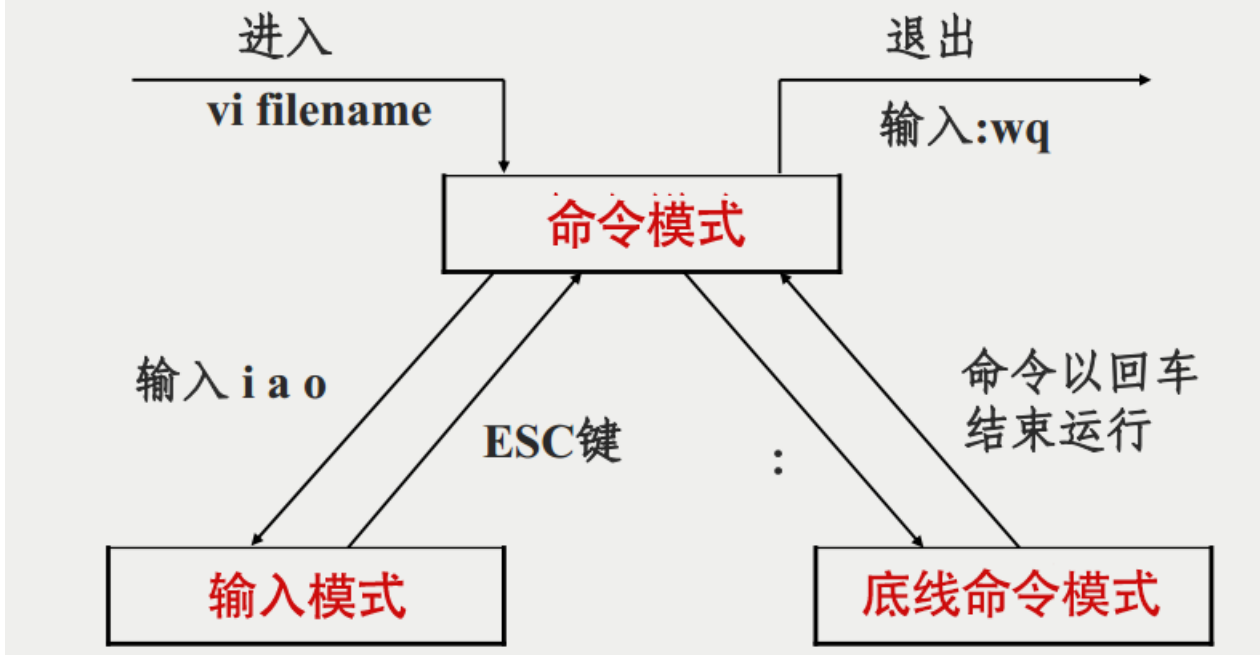 进入
vi filename
退出
输入:wq
命令模式
输入 i a o
ESC键
:
命令以回车
结束运行
输入模式
底线命令模式